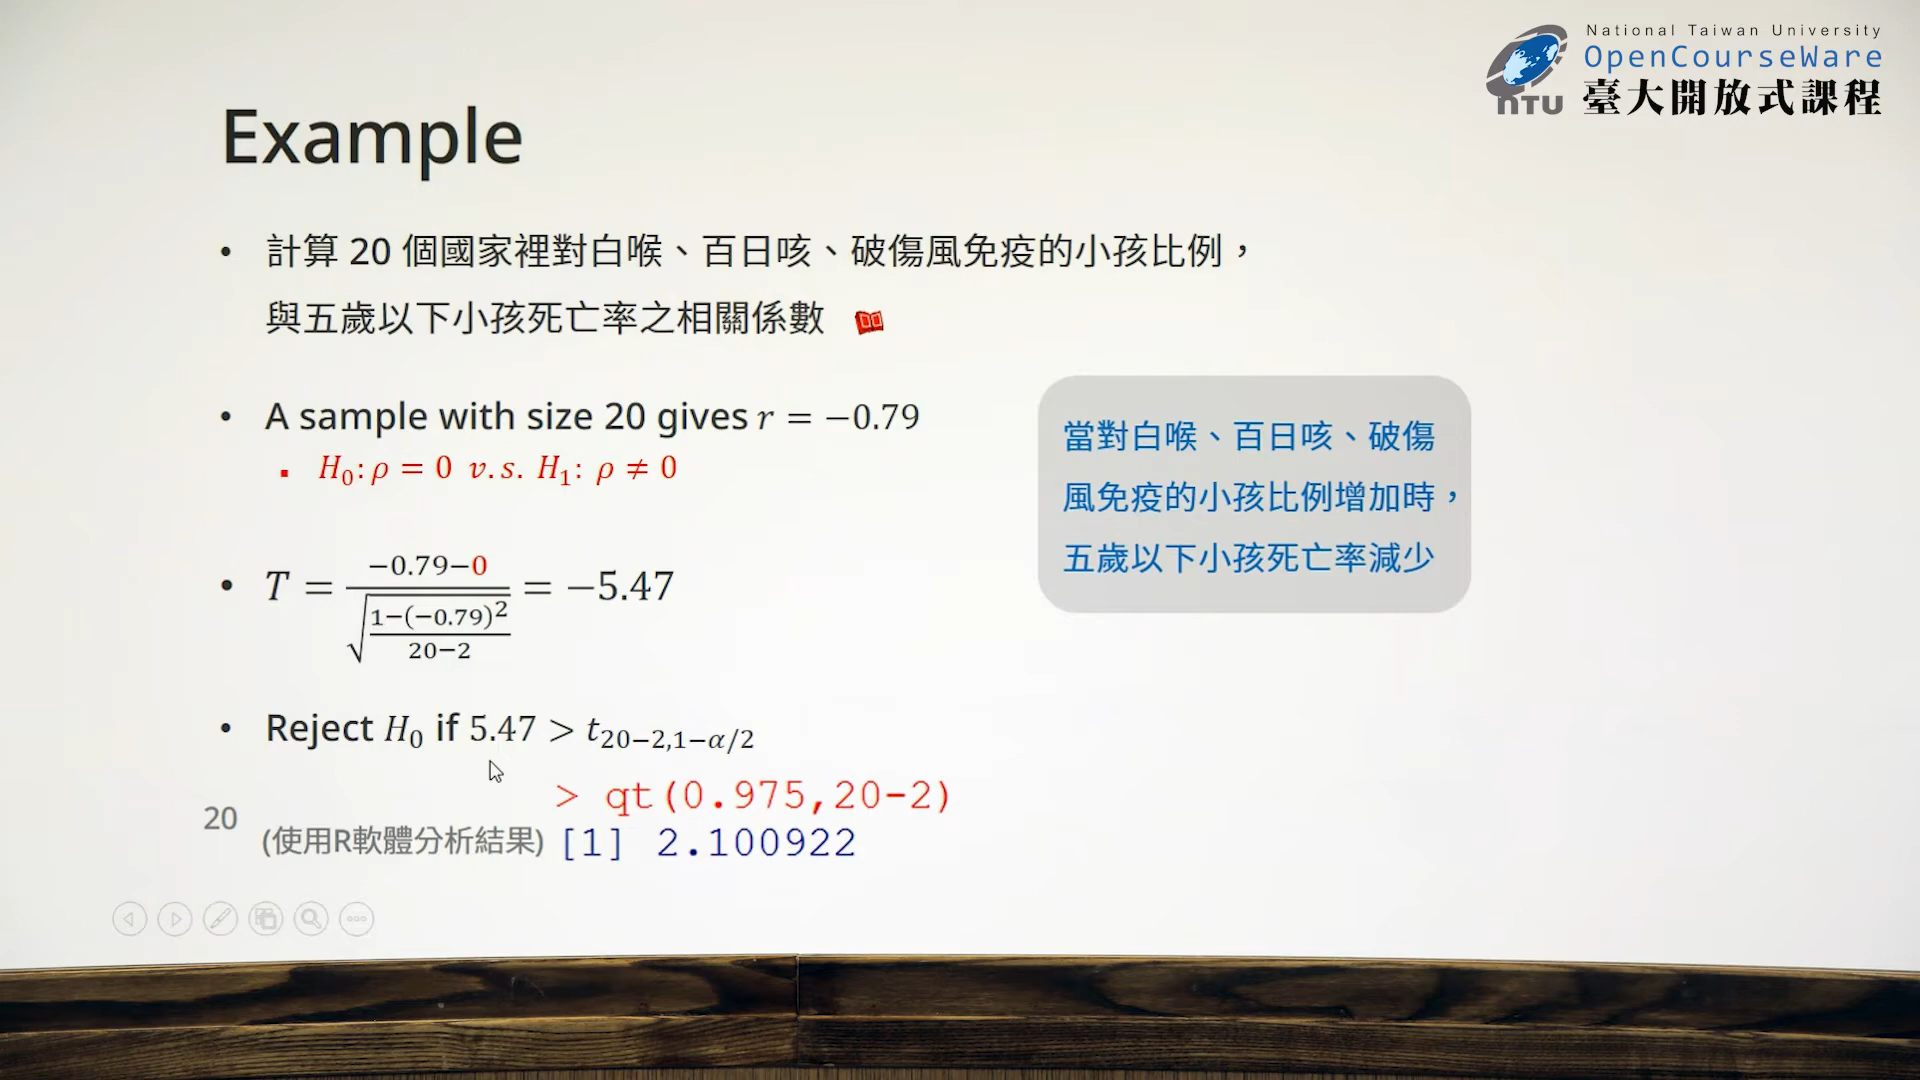 National Taiwan University
OpenCourseWare
臺大開放式課程
nTU
Example
• 計算 20 個國家裡對白喉、百日咳、破傷風免疫的小孩比例，
與五歲以下小孩死亡率之相關係數
• A sample with size 20 gives r = −0.79
▪ H₀: ρ = 0 v.s. H₁: ρ ≠ 0
當對白喉、百日咳、破傷
風免疫的小孩比例增加時，
五歲以下小孩死亡率減少
• T = (−0.79−0) / √((1−(−0.79)²)/(20−2)) = −5.47
• Reject H₀ if 5.47 > t₂₀₋₂,₁₋α/₂
> qt(0.975,20-2)
20
(使用R軟體分析結果) [1] 2.100922